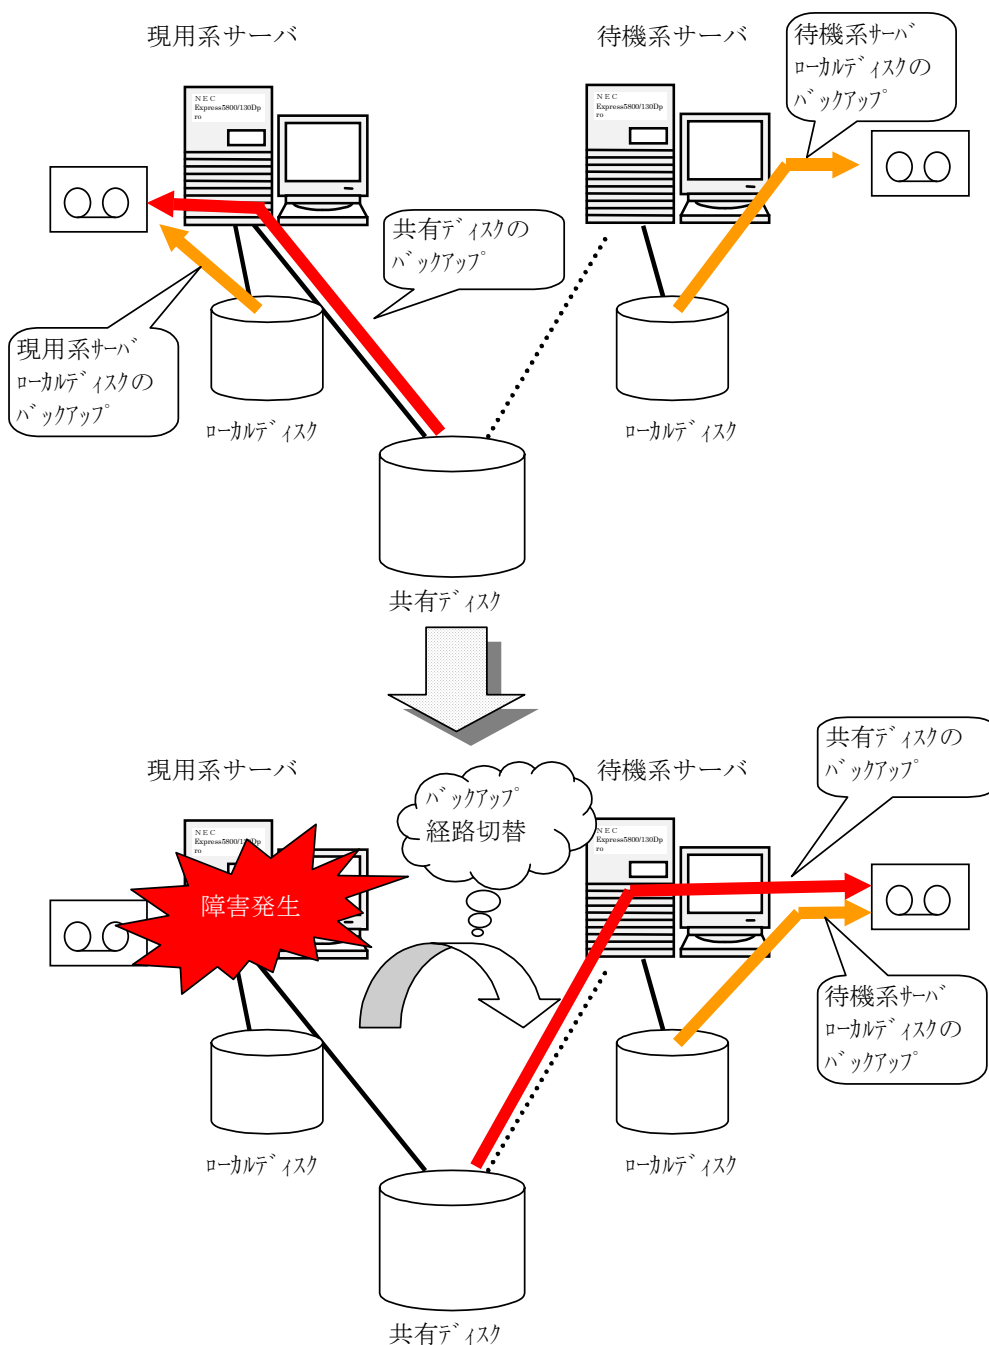 現用系サーバ
待機系サーバ
待機系サーバ
ローカルディスクの
バックアップ
NEC
Express5800/130Dp
ro
NEC
Express5800/130Dp
ro
共有ディスクの
バックアップ
現用系サーバ
ローカルディスクの
バックアップ
ローカルディスク
ローカルディスク
共有ディスク
共有ディスクの
バックアップ
現用系サーバ
待機系サーバ
バックアップ
経路切替
NEC
Express5800/130Dp
ro
NEC
Express5800/130Dp
ro
障害発生
待機系サーバ
ローカルディスクの
バックアップ
ローカルディスク
ローカルディスク
共有ディスク